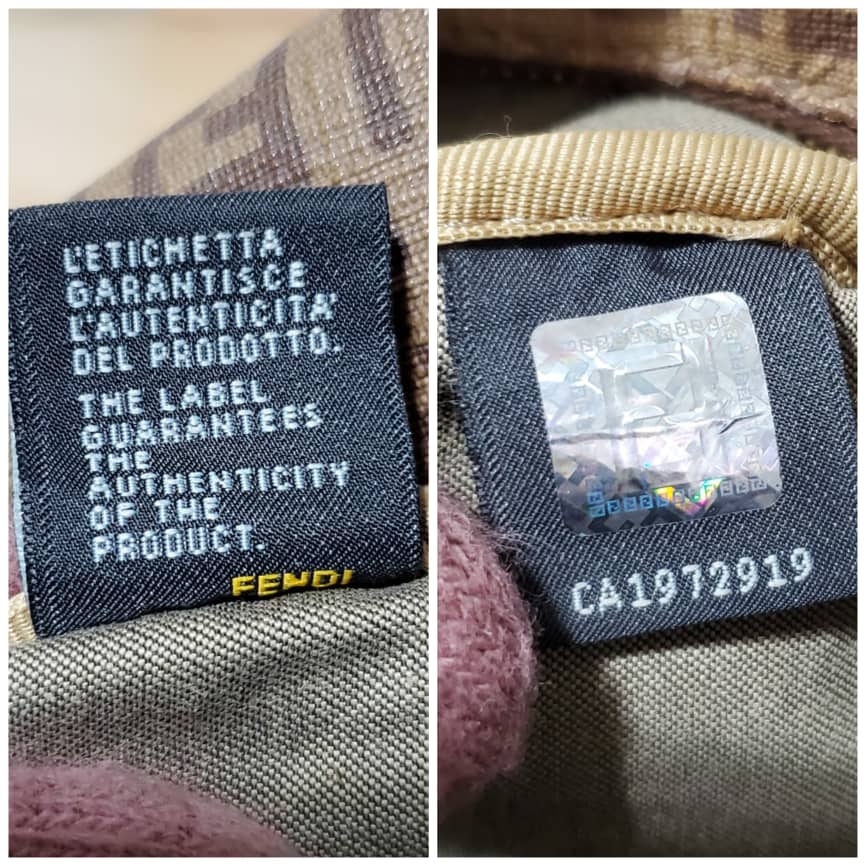 L'ETICHETTA
GARANTISCE
L'AUTENTICITA'
DEL PRODOTTO.
THE LABEL
GUARANTEES
THE
AUTHENTICITY
OF THE
PRODUCT.
FENDI
CA1972919